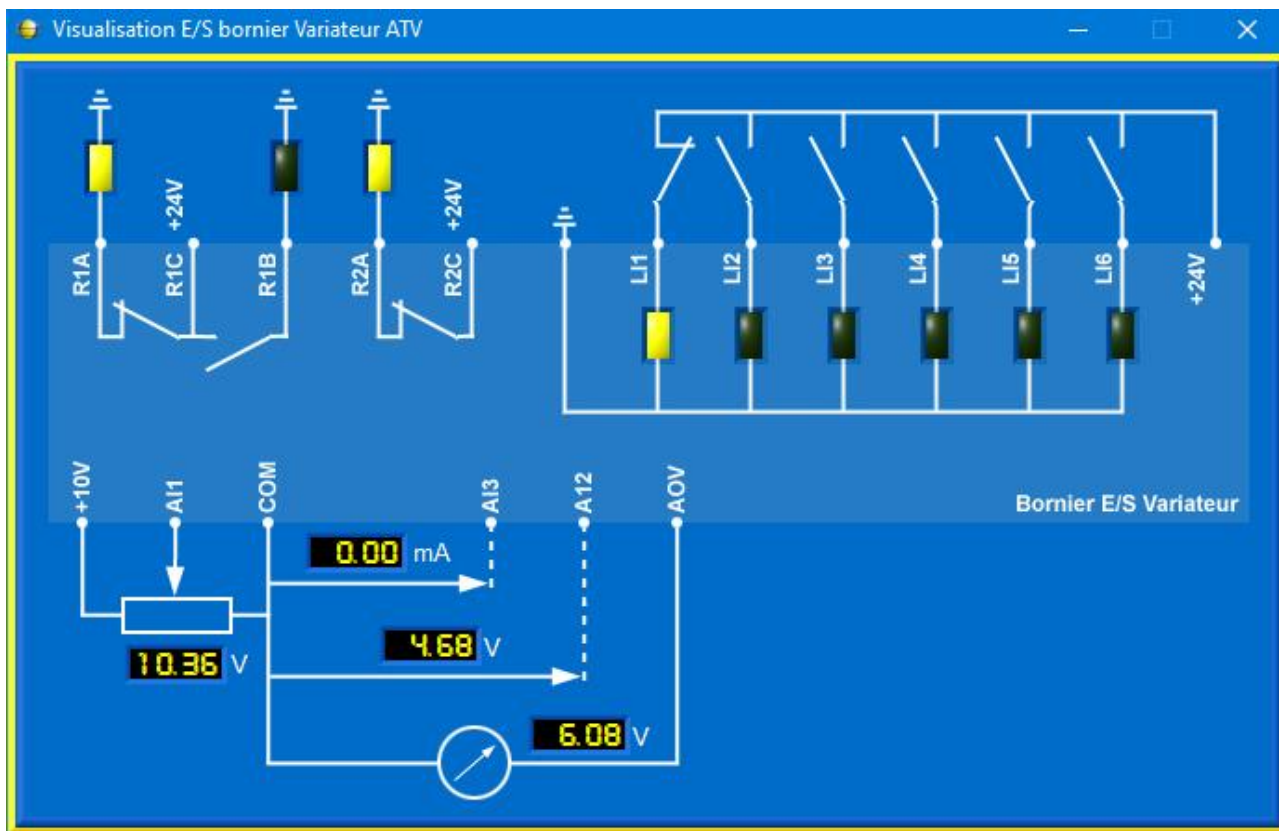 Visualisation E/S bornier Variateur ATV
R1A
R1C
+24V
R1B
R2A
R2C
+24V
LI1
LI2
LI3
LI4
LI5
LI6
+24V
+10V
AI1
COM
AI3
A12
AOV
Bornier E/S Variateur
0.00 mA
4.68 V
10.36 V
6.08 V